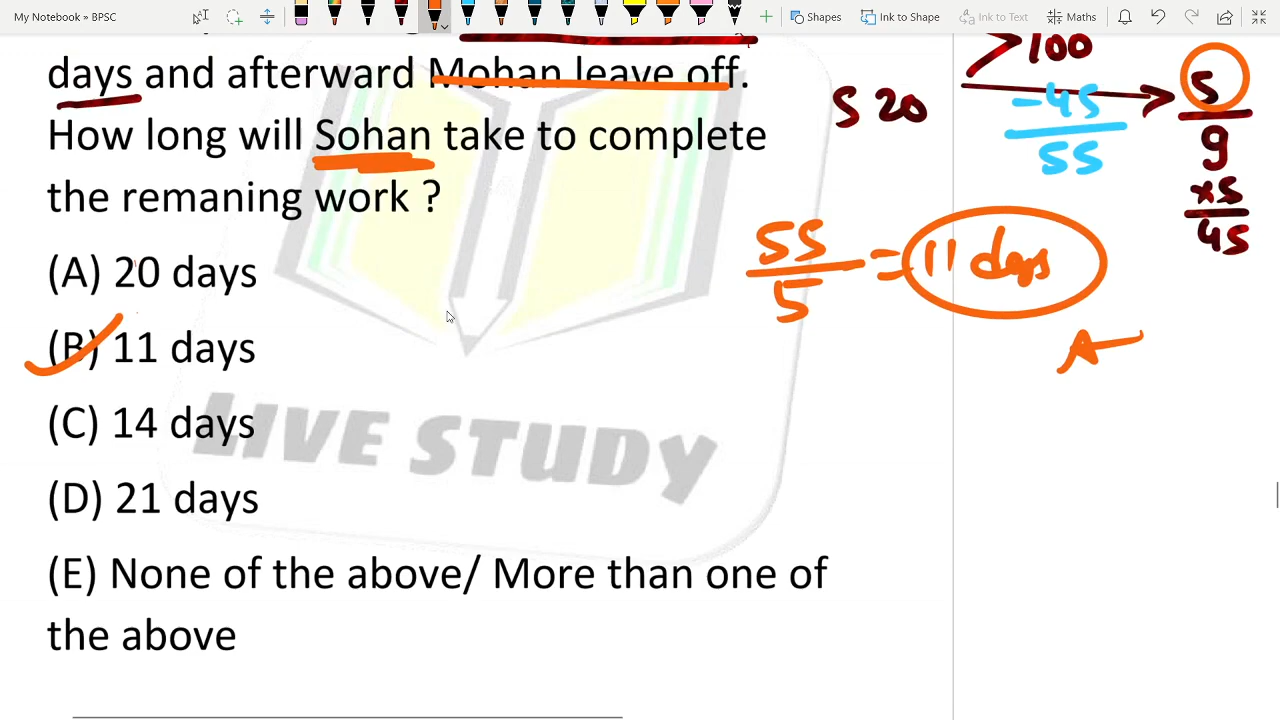 My Notebook » BPSC
Shapes
Ink to Shape
Ink to Text
Maths
days and afterward Mohan leave off.
How long will Sohan take to complete
the remaning work ?
(A) 20 days
(B) 11 days
(C) 14 days
(D) 21 days
(E) None of the above/ More than one of
the above
S 20
100
-45
55
5
9
x5
45
55
5
= 11 days
A
LIVE STUDY